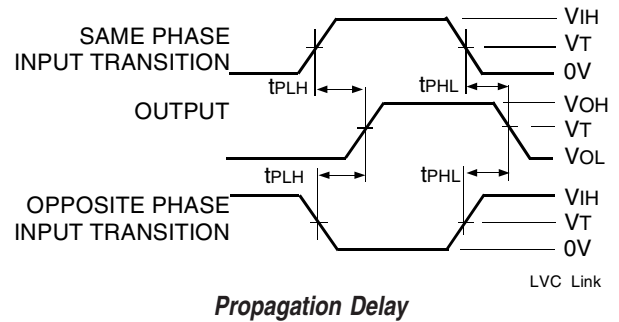 SAME PHASE
INPUT TRANSITION
VIH
VT
0V
tPLH
tPHL
OUTPUT
VOH
VT
VOL
tPLH
tPHL
OPPOSITE PHASE
INPUT TRANSITION
VIH
VT
0V
LVC Link
Propagation Delay